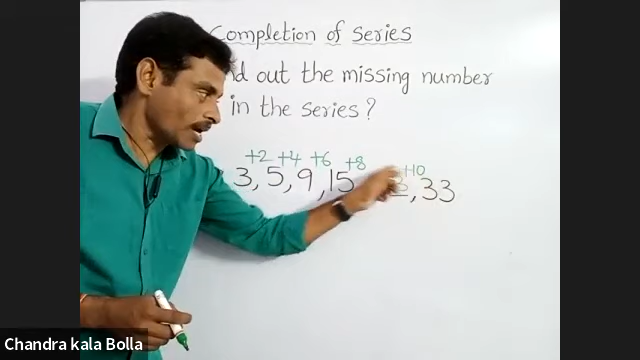 Completion of Series
out the missing number
in the series?
+2 +4 +6 +8 +10
3, 5, 9, 15, 33
Chandra kala Bolla